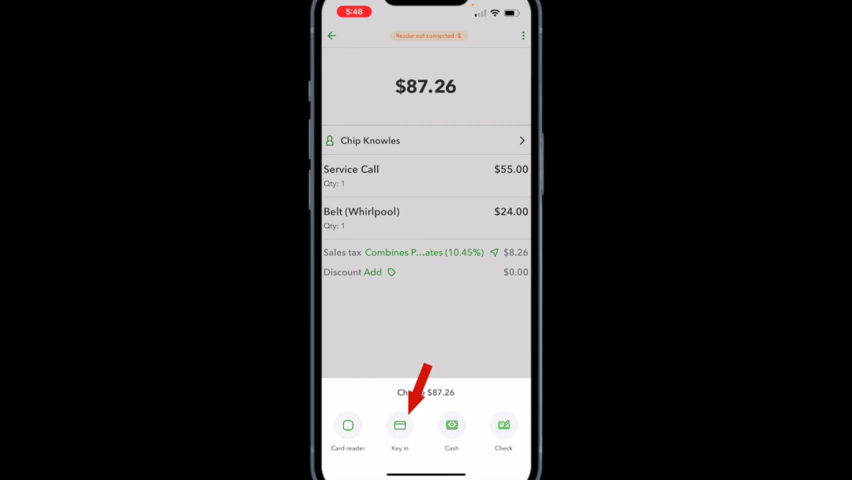 5:48
Reader not connected
$87.26
Chip Knowles
Service Call $55.00
Qty: 1
Belt (Whirlpool) $24.00
Qty: 1
Sales tax Combines P...ates (10.45%) $8.26
Discount Add $0.00
$87.26
Card reader Key in Cash Check